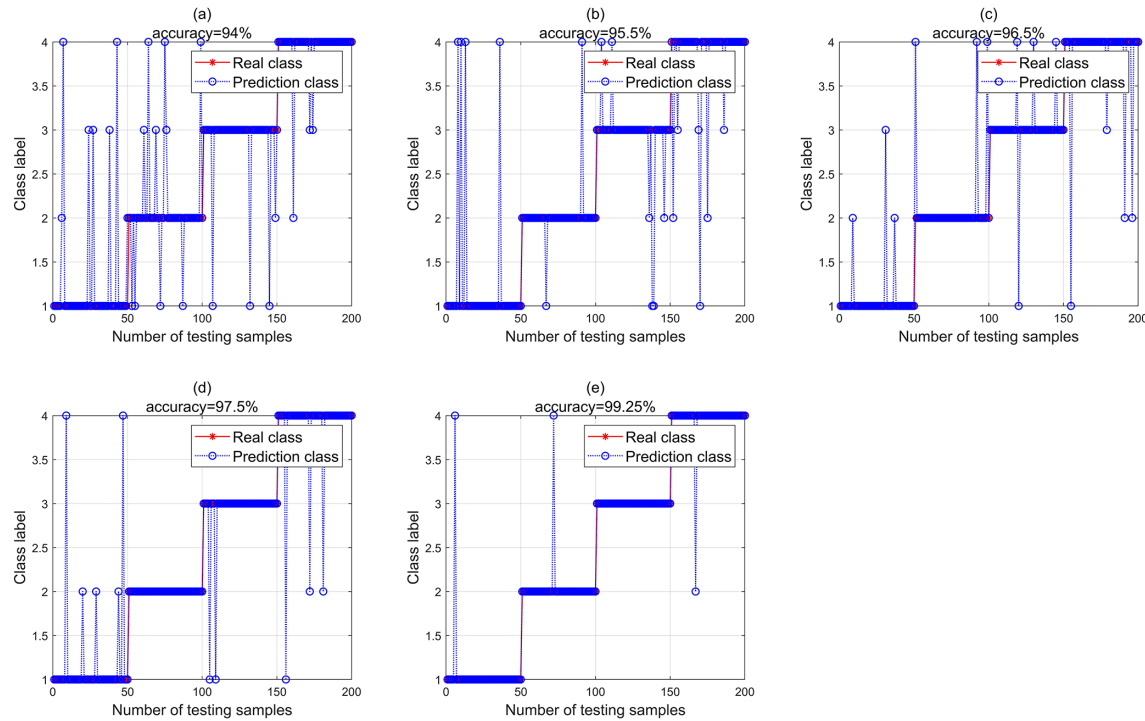 (a)
accuracy=94%
4
3.5
3
2.5
2
1.5
1
Class label
Real class
Prediction class
0
50
100
150
200
Number of testing samples
(b)
accuracy=95.5%
4
3.5
3
2.5
2
1.5
1
Class label
Real class
Prediction class
0
50
100
150
200
Number of testing samples
(c)
accuracy=96.5%
4
3.5
3
2.5
2
1.5
1
Class label
Real class
Prediction class
0
50
100
150
200
Number of testing samples
(d)
accuracy=97.5%
4
3.5
3
2.5
2
1.5
1
Class label
Real class
Prediction class
0
50
100
150
200
Number of testing samples
(e)
accuracy=99.25%
4
3.5
3
2.5
2
1.5
1
Class label
Real class
Prediction class
0
50
100
150
200
Number of testing samples